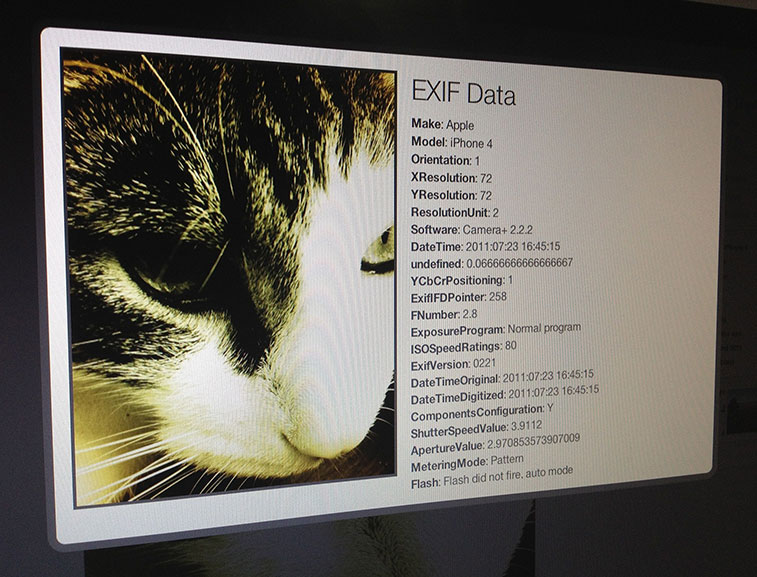 EXIF Data
Make: Apple
Model: iPhone 4
Orientation: 1
XResolution: 72
YResolution: 72
ResolutionUnit: 2
Software: Camera+ 2.2.2
DateTime: 2011:07:23 16:45:15
undefined: 0.06666666666666667
YCbCrPositioning: 1
ExifIFDPointer: 258
FNumber: 2.8
ExposureProgram: Normal program
ISOSpeedRatings: 80
ExifVersion: 0221
DateTimeOriginal: 2011:07:23 16:45:15
DateTimeDigitized: 2011:07:23 16:45:15
ComponentsConfiguration: Y
ShutterSpeedValue: 3.9112
ApertureValue: 2.970853573907009
MeteringMode: Pattern
Flash: Flash did not fire, auto mode